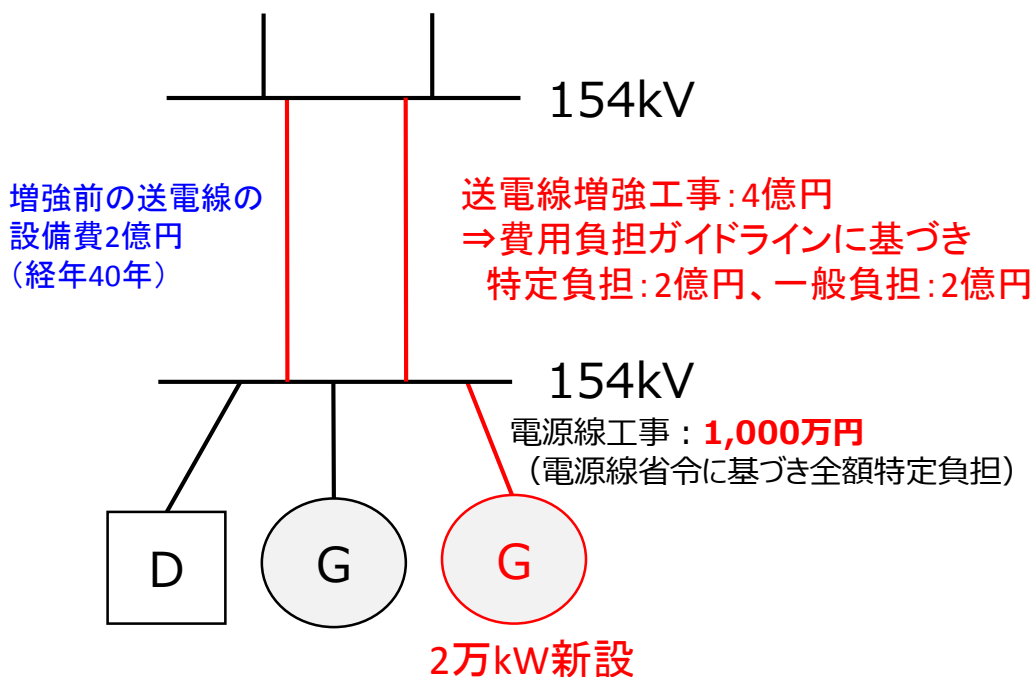 154kV
増強前の送電線の
設備費2億円
（経年40年）
送電線増強工事：4億円
⇒費用負担ガイドラインに基づき
特定負担：2億円、一般負担：2億円
154kV
電源線工事：1,000万円
（電源線省令に基づき全額特定負担）
D
G
G
2万kW新設